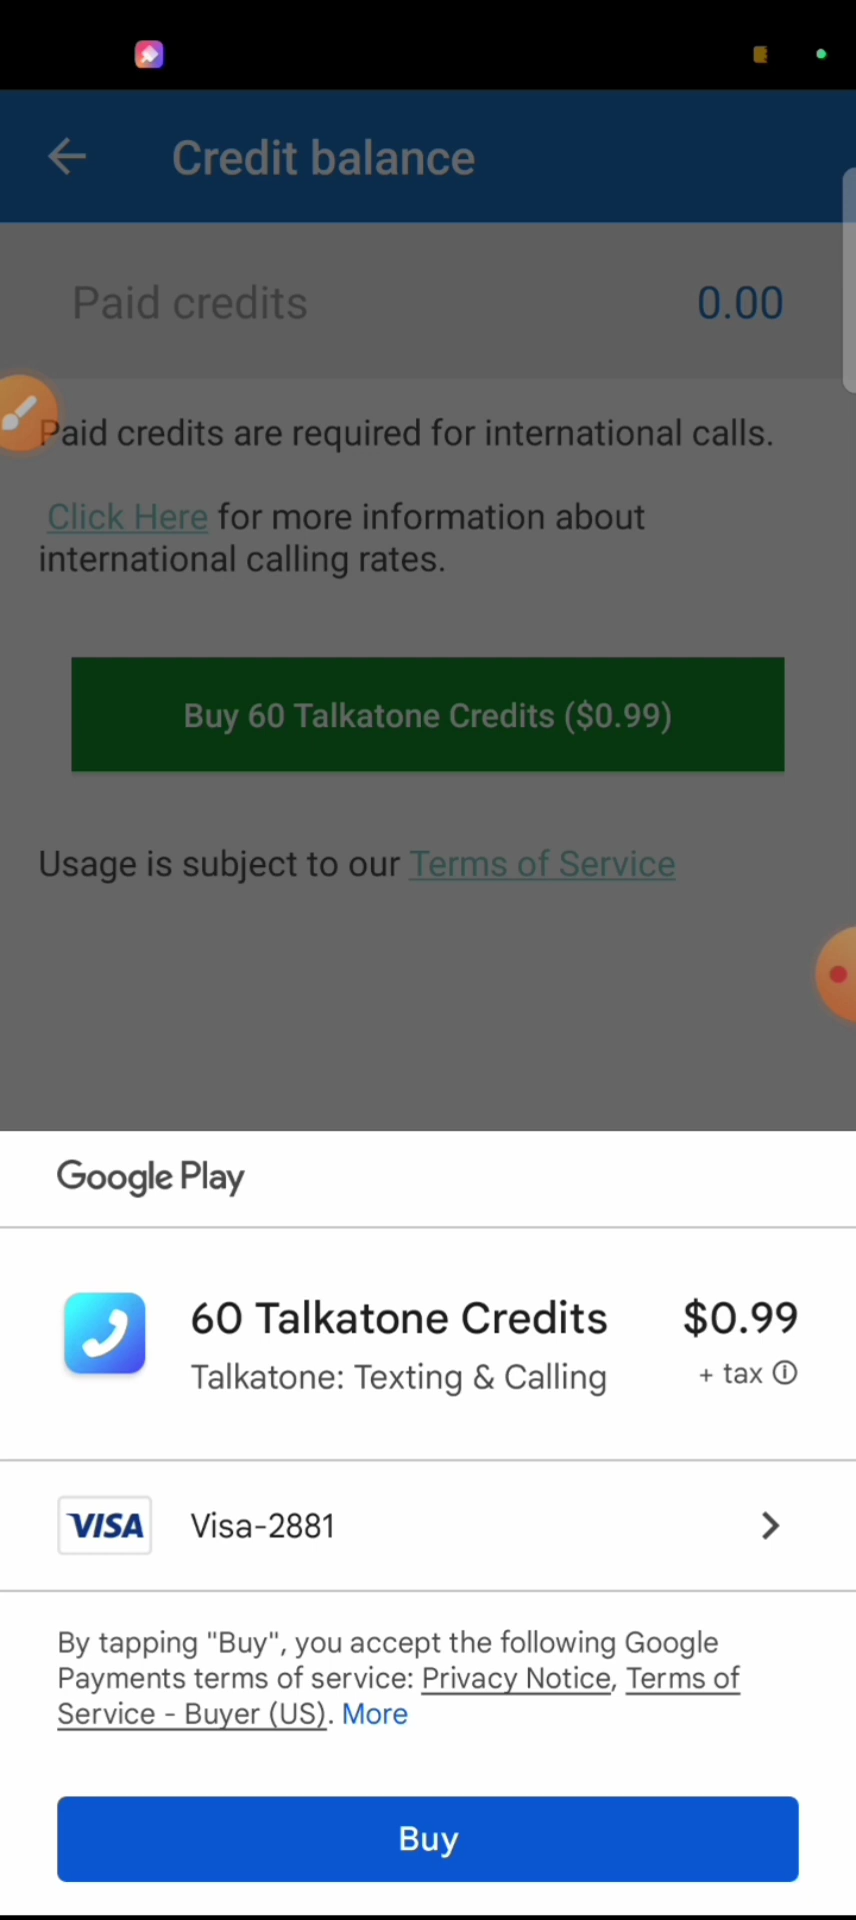 Credit balance
Paid credits 0.00
Paid credits are required for international calls.
Click Here for more information about
international calling rates.
Buy 60 Talkatone Credits ($0.99)
Usage is subject to our Terms of Service
Google Play
60 Talkatone Credits $0.99
Talkatone: Texting & Calling + tax
VISA Visa-2881
By tapping "Buy", you accept the following Google
Payments terms of service: Privacy Notice, Terms of
Service - Buyer (US). More
Buy